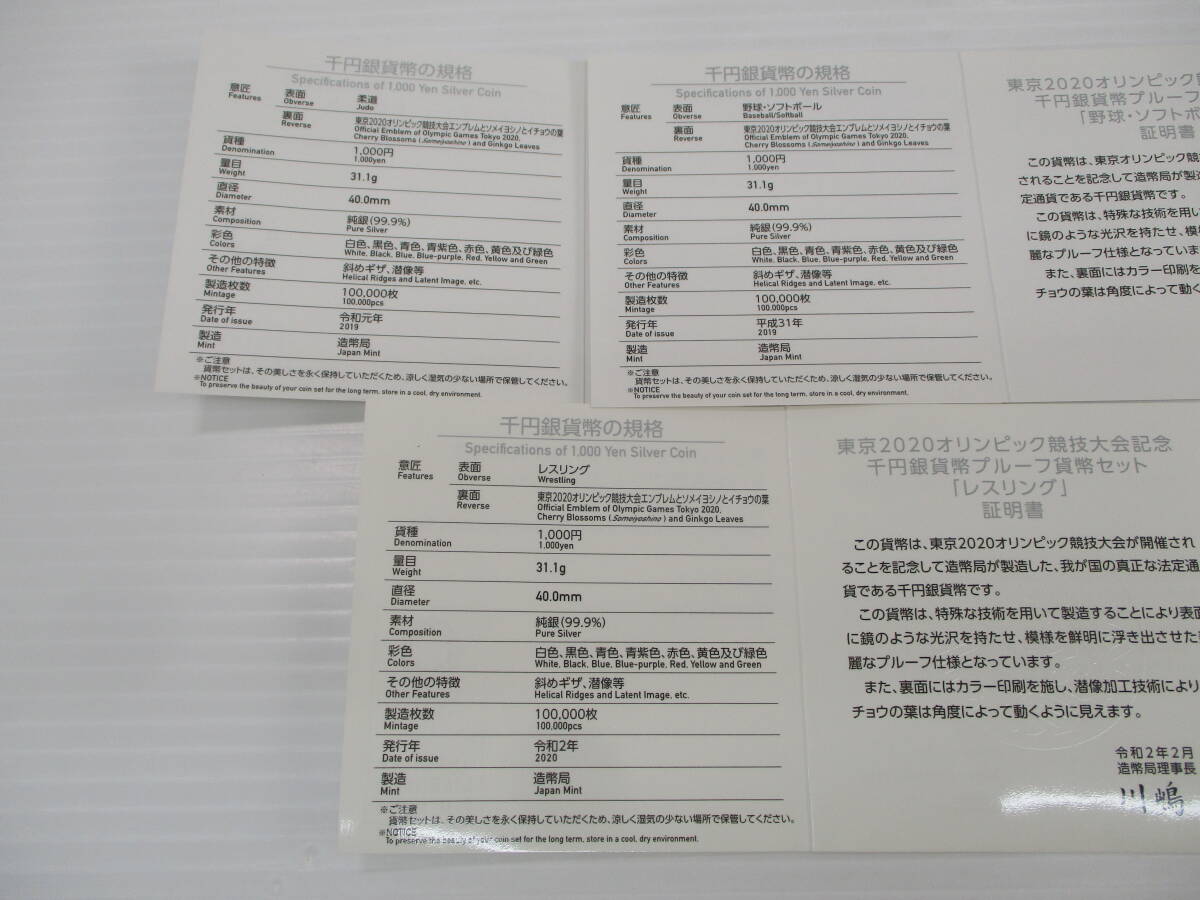 千円銀貨幣の規格
Specifications of 1,000 Yen Silver Coin
意匠 表面 柔道
Features Obverse Judo
裏面 東京2020オリンピック競技大会エンブレムとソメイヨシノとイチョウの葉
Reverse Official Emblem of Olympic Games Tokyo 2020,
Cherry Blossoms (Someiyoshino) and Ginkgo Leaves
貨種 1,000円
Denomination 1,000yen
量目 31.1g
Weight
直径 40.0mm
Diameter
素材 純銀(99.9%)
Composition Pure Silver
彩色 白色、黒色、青色、青紫色、赤色、黄色及び緑色
Colors White, Black, Blue, Blue-purple, Red, Yellow and Green
その他の特徴 斜めギザ、潜像等
Other Features Helical Ridges and Latent Image, etc.
製造枚数 100,000枚
Mintage 100,000pcs
発行年 令和元年
Date of issue 2019
製造 造幣局
Mint Japan Mint
※ご注意
貨幣セットは、その美しさを永く保持していただくため、涼しく湿気の少ない場所で保管してください。
※NOTICE
To preserve the beauty of your coin set for the long term, store in a cool, dry environment.
千円銀貨幣の規格
Specifications of 1,000 Yen Silver Coin
意匠 表面 野球・ソフトボール
Features Obverse Baseball/Softball
裏面 東京2020オリンピック競技大会エンブレムとソメイヨシノとイチョウの葉
Reverse Official Emblem of Olympic Games Tokyo 2020,
Cherry Blossoms (Someiyoshino) and Ginkgo Leaves
貨種 1,000円
Denomination 1,000yen
量目 31.1g
Weight
直径 40.0mm
Diameter
素材 純銀(99.9%)
Composition Pure Silver
彩色 白色、黒色、青色、青紫色、赤色、黄色及び緑色
Colors White, Black, Blue, Blue-purple, Red, Yellow and Green
その他の特徴 斜めギザ、潜像等
Other Features Helical Ridges and Latent Image, etc.
製造枚数 100,000枚
Mintage 100,000pcs
発行年 平成31年
Date of issue 2019
製造 造幣局
Mint Japan Mint
※ご注意
貨幣セットは、その美しさを永く保持していただくため、涼しく湿気の少ない場所で保管してください。
※NOTICE
To preserve the beauty of your coin set for the long term, store in a cool, dry environment.
東京2020オリンピック
千円銀貨幣プルーフ
「野球・ソフトボ
証明書
この貨幣は、東京オリンピック競
されることを記念して造幣局が製
定通貨である千円銀貨幣です。
この貨幣は、特殊な技術を用い
に鏡のような光沢を持たせ、模
麗なプルーフ仕様となっていま
また、裏面にはカラー印刷を
チョウの葉は角度によって動く
千円銀貨幣の規格
Specifications of 1,000 Yen Silver Coin
意匠 表面 レスリング
Features Obverse Wrestling
裏面 東京2020オリンピック競技大会エンブレムとソメイヨシノとイチョウの葉
Reverse Official Emblem of Olympic Games Tokyo 2020,
Cherry Blossoms (Someiyoshino) and Ginkgo Leaves
貨種 1,000円
Denomination 1,000yen
量目 31.1g
Weight
直径 40.0mm
Diameter
素材 純銀(99.9%)
Composition Pure Silver
彩色 白色、黒色、青色、青紫色、赤色、黄色及び緑色
Colors White, Black, Blue, Blue-purple, Red, Yellow and Green
その他の特徴 斜めギザ、潜像等
Other Features Helical Ridges and Latent Image, etc.
製造枚数 100,000枚
Mintage 100,000pcs
発行年 令和2年
Date of issue 2020
製造 造幣局
Mint Japan Mint
※ご注意
貨幣セットは、その美しさを永く保持していただくため、涼しく湿気の少ない場所で保管してください。
※NOTICE
To preserve the beauty of your coin set for the long term, store in a cool, dry environment.
東京2020オリンピック競技大会記念
千円銀貨幣プルーフ貨幣セット
「レスリング」
証明書
この貨幣は、東京2020オリンピック競技大会が開催され
ることを記念して造幣局が製造した、我が国の真正な法定通
貨である千円銀貨幣です。
この貨幣は、特殊な技術を用いて製造することにより表面
に鏡のような光沢を持たせ、模様を鮮明に浮き出させた
麗なプルーフ仕様となっています。
また、裏面にはカラー印刷を施し、潜像加工技術により
チョウの葉は角度によって動くように見えます。
令和2年2月
造幣局理事長
川嶋